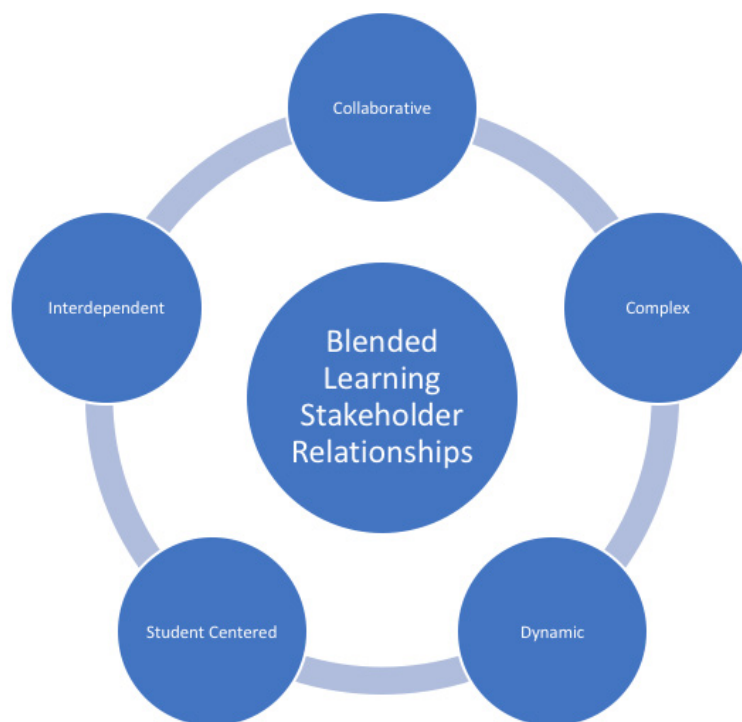 Collaborative
Interdependent
Complex
Blended
Learning
Stakeholder
Relationships
Student Centered
Dynamic